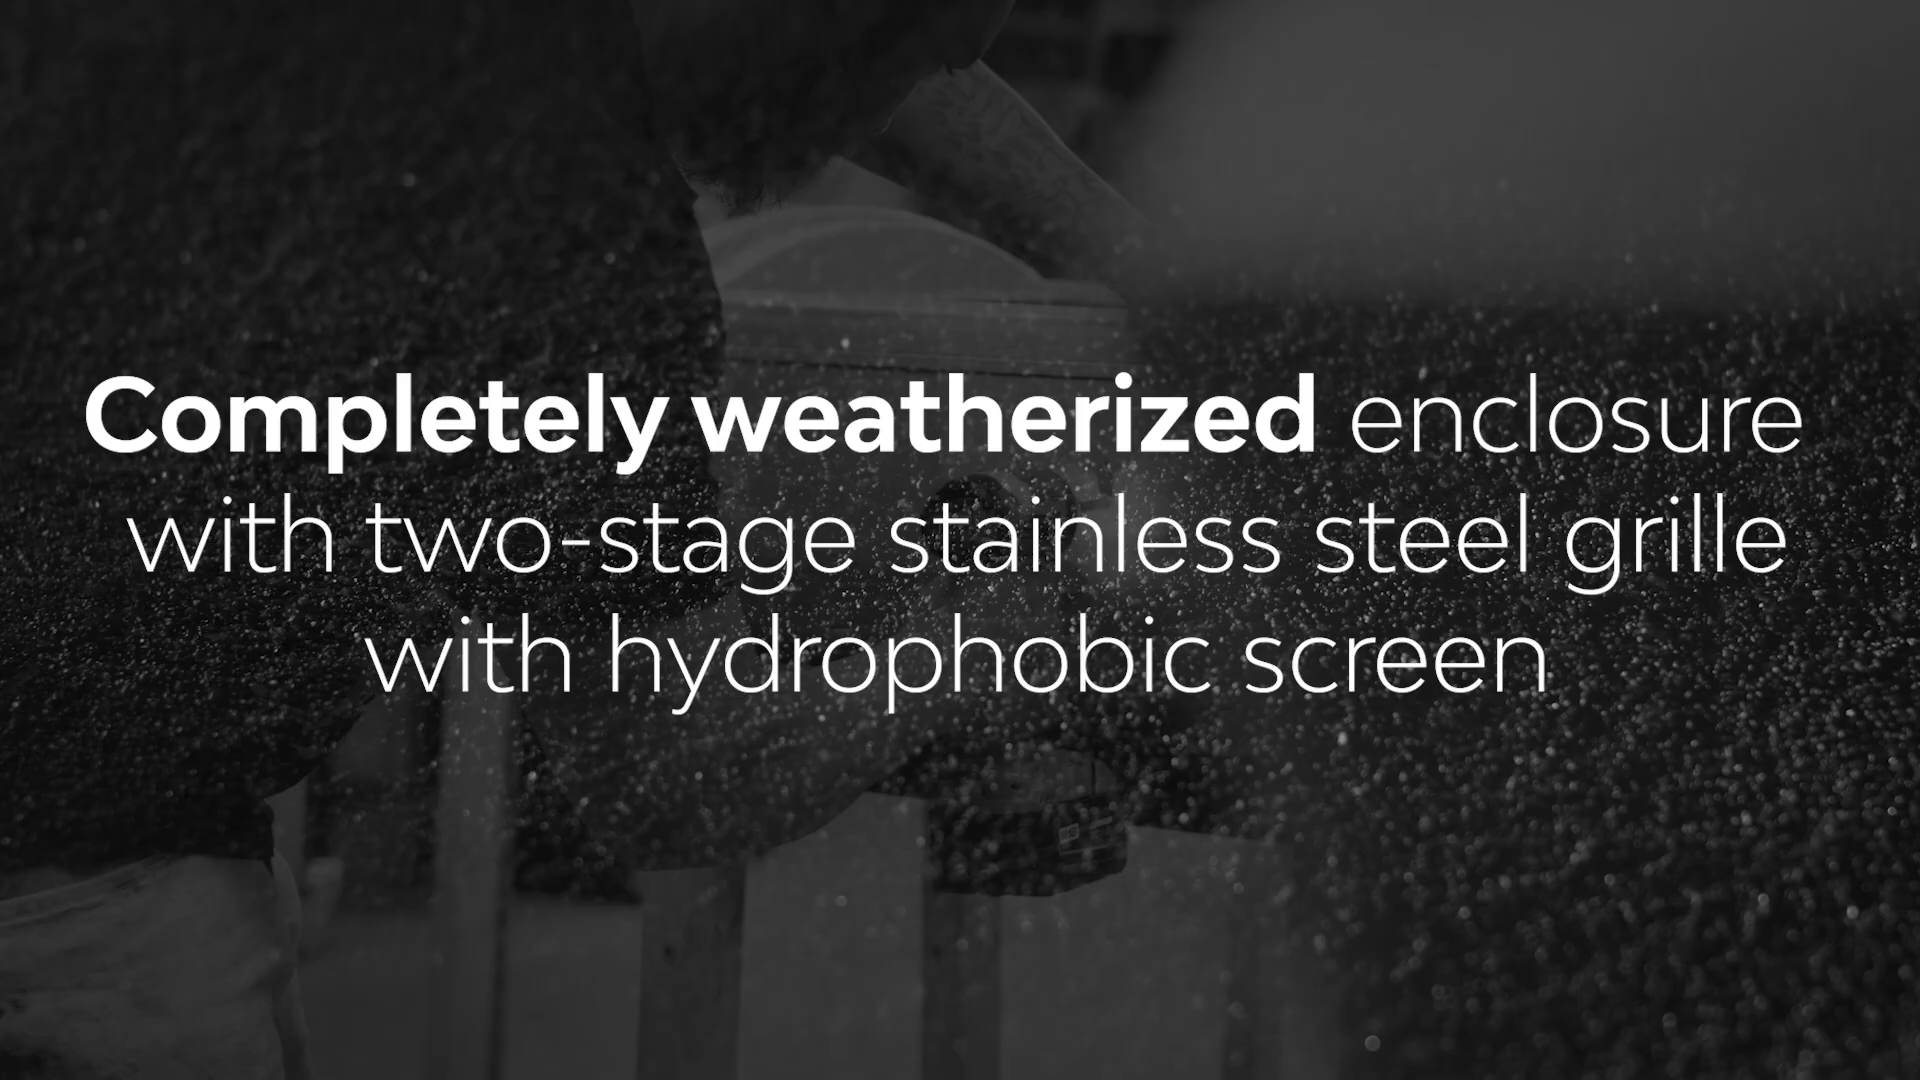 Completely weatherized enclosure
with two-stage stainless steel grille
with hydrophobic screen